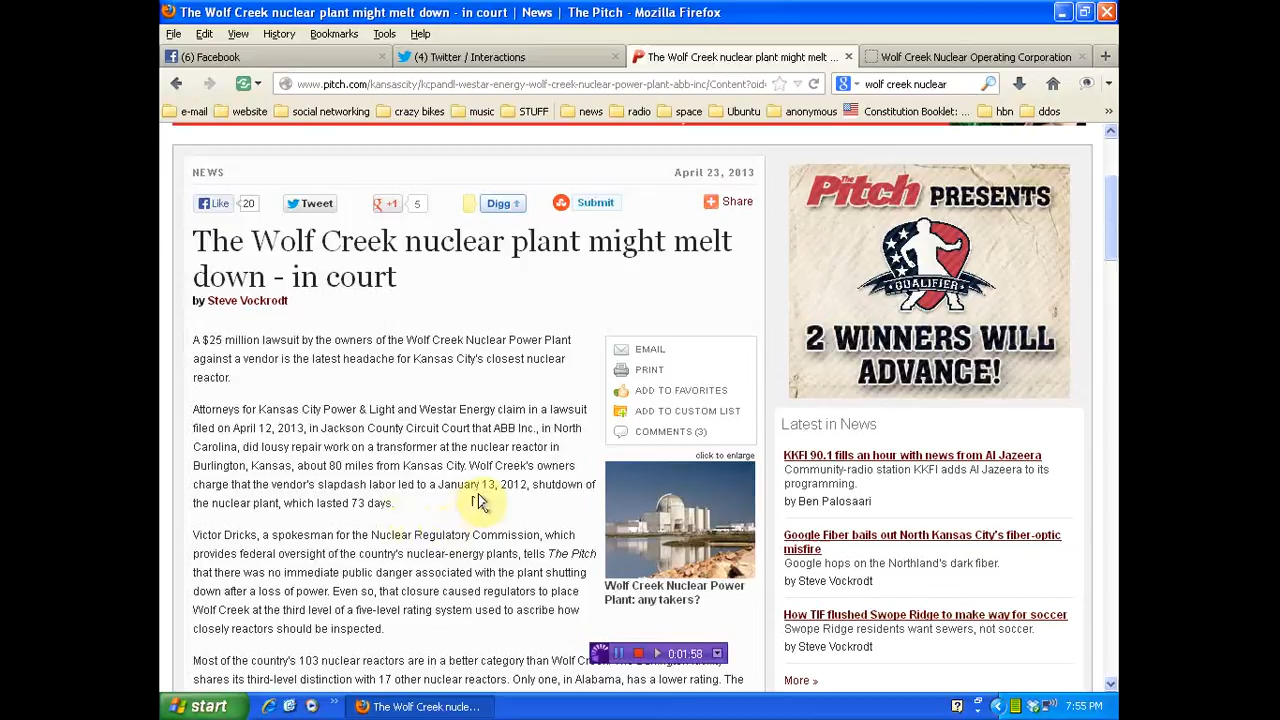 The Wolf Creek nuclear plant might melt down - in court | News | The Pitch - Mozilla Firefox
File Edit View History Bookmarks Tools Help
(6) Facebook (4) Twitter / Interactions The Wolf Creek nuclear plant might melt ... Wolf Creek Nuclear Operating Corporation
www.pitch.com/kansascity/kcpandl-westar-energy-wolf-creek-nuclear-power-plant-abb-inc/Content?oid= wolf creek nuclear
e-mail website social networking crazy bikes music STUFF news radio space Ubuntu anonymous Constitution Booklet: ... hbn ddos
NEWS April 23, 2013
Like 20 Tweet +1 5 Digg Submit Share
The Wolf Creek nuclear plant might melt
down - in court
by Steve Vockrodt
A $25 million lawsuit by the owners of the Wolf Creek Nuclear Power Plant
against a vendor is the latest headache for Kansas City's closest nuclear
reactor.
Attorneys for Kansas City Power & Light and Westar Energy claim in a lawsuit
filed on April 12, 2013, in Jackson County Circuit Court that ABB Inc., in North
Carolina, did lousy repair work on a transformer at the nuclear reactor in
Burlington, Kansas, about 80 miles from Kansas City. Wolf Creek's owners
charge that the vendor's slapdash labor led to a January 13, 2012, shutdown of
the nuclear plant, which lasted 73 days.
Victor Dricks, a spokesman for the Nuclear Regulatory Commission, which
provides federal oversight of the country's nuclear-energy plants, tells The Pitch
that there was no immediate public danger associated with the plant shutting
down after a loss of power. Even so, that closure caused regulators to place
Wolf Creek at the third level of a five-level rating system used to ascribe how
closely reactors should be inspected.
Most of the country's 103 nuclear reactors are in a better category than Wolf
shares its third-level distinction with 17 other nuclear reactors. Only one, in Alabama, has a lower rating. The
EMAIL
PRINT
ADD TO FAVORITES
ADD TO CUSTOM LIST
COMMENTS (3)
click to enlarge
Wolf Creek Nuclear Power
Plant: any takers?
0:01:58
The Pitch PRESENTS
QUALIFIER
2 WINNERS WILL
ADVANCE!
Latest in News
KKFI 90.1 fills an hour with news from Al Jazeera
Community-radio station KKFI adds Al Jazeera to its
programming.
by Ben Palosaari
Google Fiber bails out North Kansas City's fiber-optic
misfire
Google hops on the Northland's dark fiber.
by Steve Vockrodt
How TIF flushed Swope Ridge to make way for soccer
Swope Ridge residents want sewers, not soccer.
by Steve Vockrodt
More »
start The Wolf Creek nucle... 7:55 PM